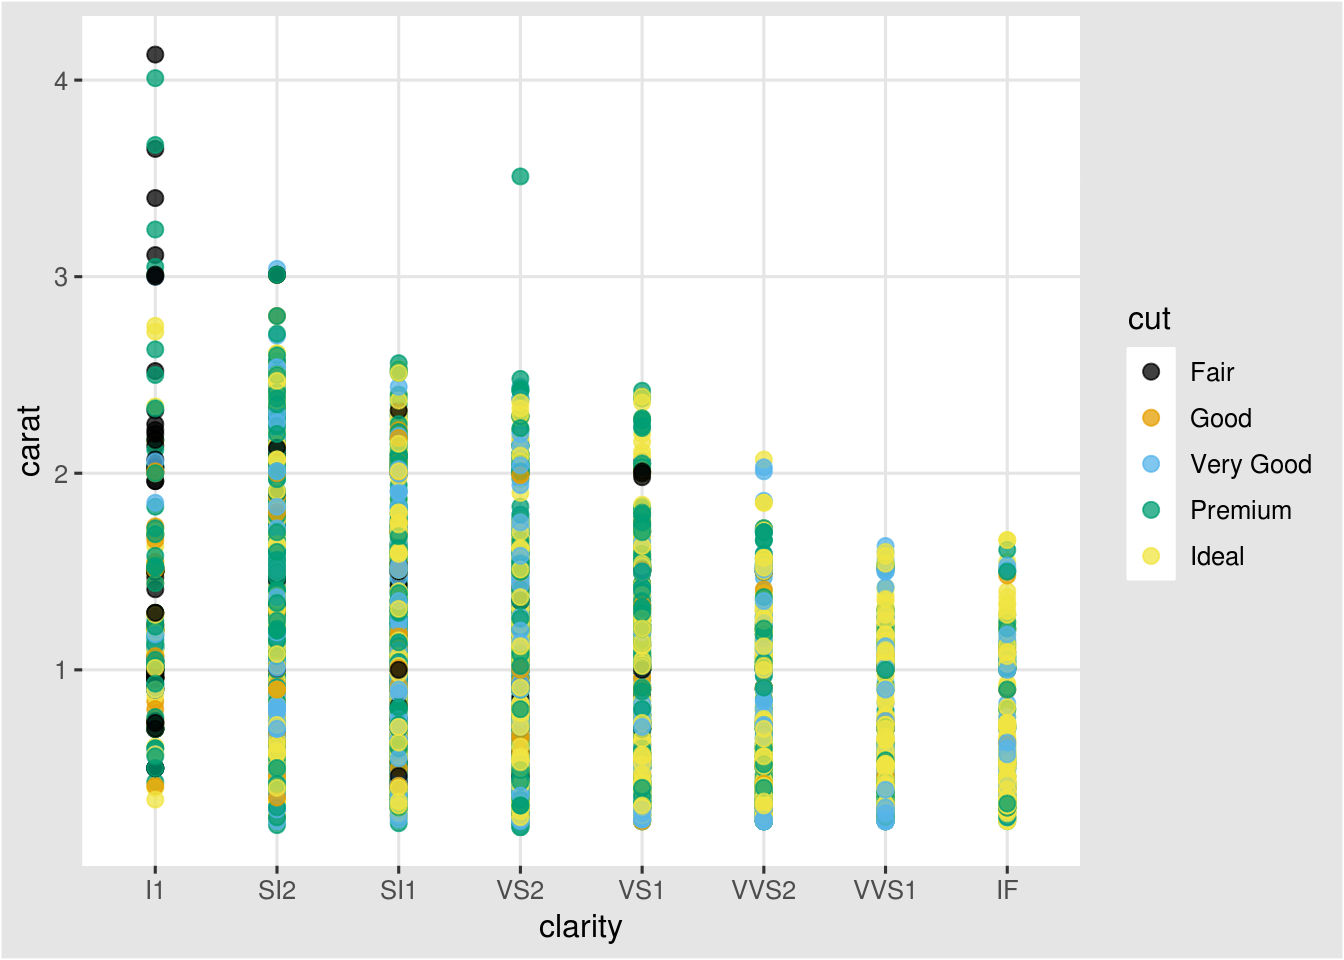 4
3
2
1
carat
I1 SI2 SI1 VS2 VS1 VVS2 VVS1 IF
clarity
cut
Fair
Good
Very Good
Premium
Ideal